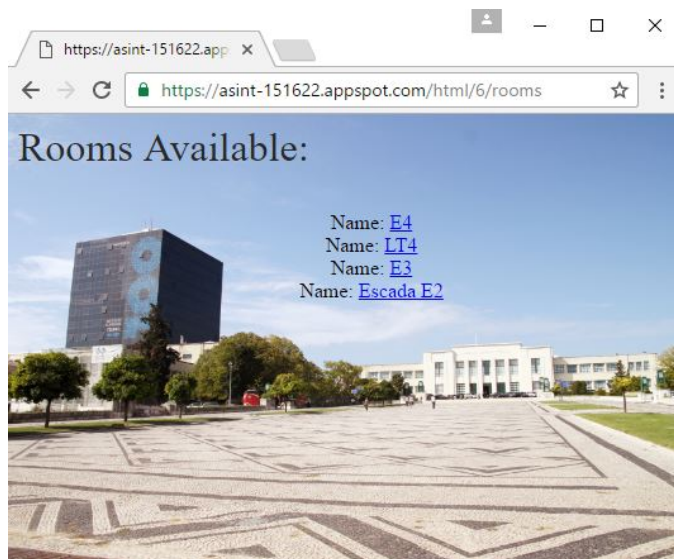 https://asint-151622.app
https://asint-151622.appspot.com/html/6/rooms
Rooms Available:
Name: E4
Name: LT4
Name: E3
Name: Escada E2